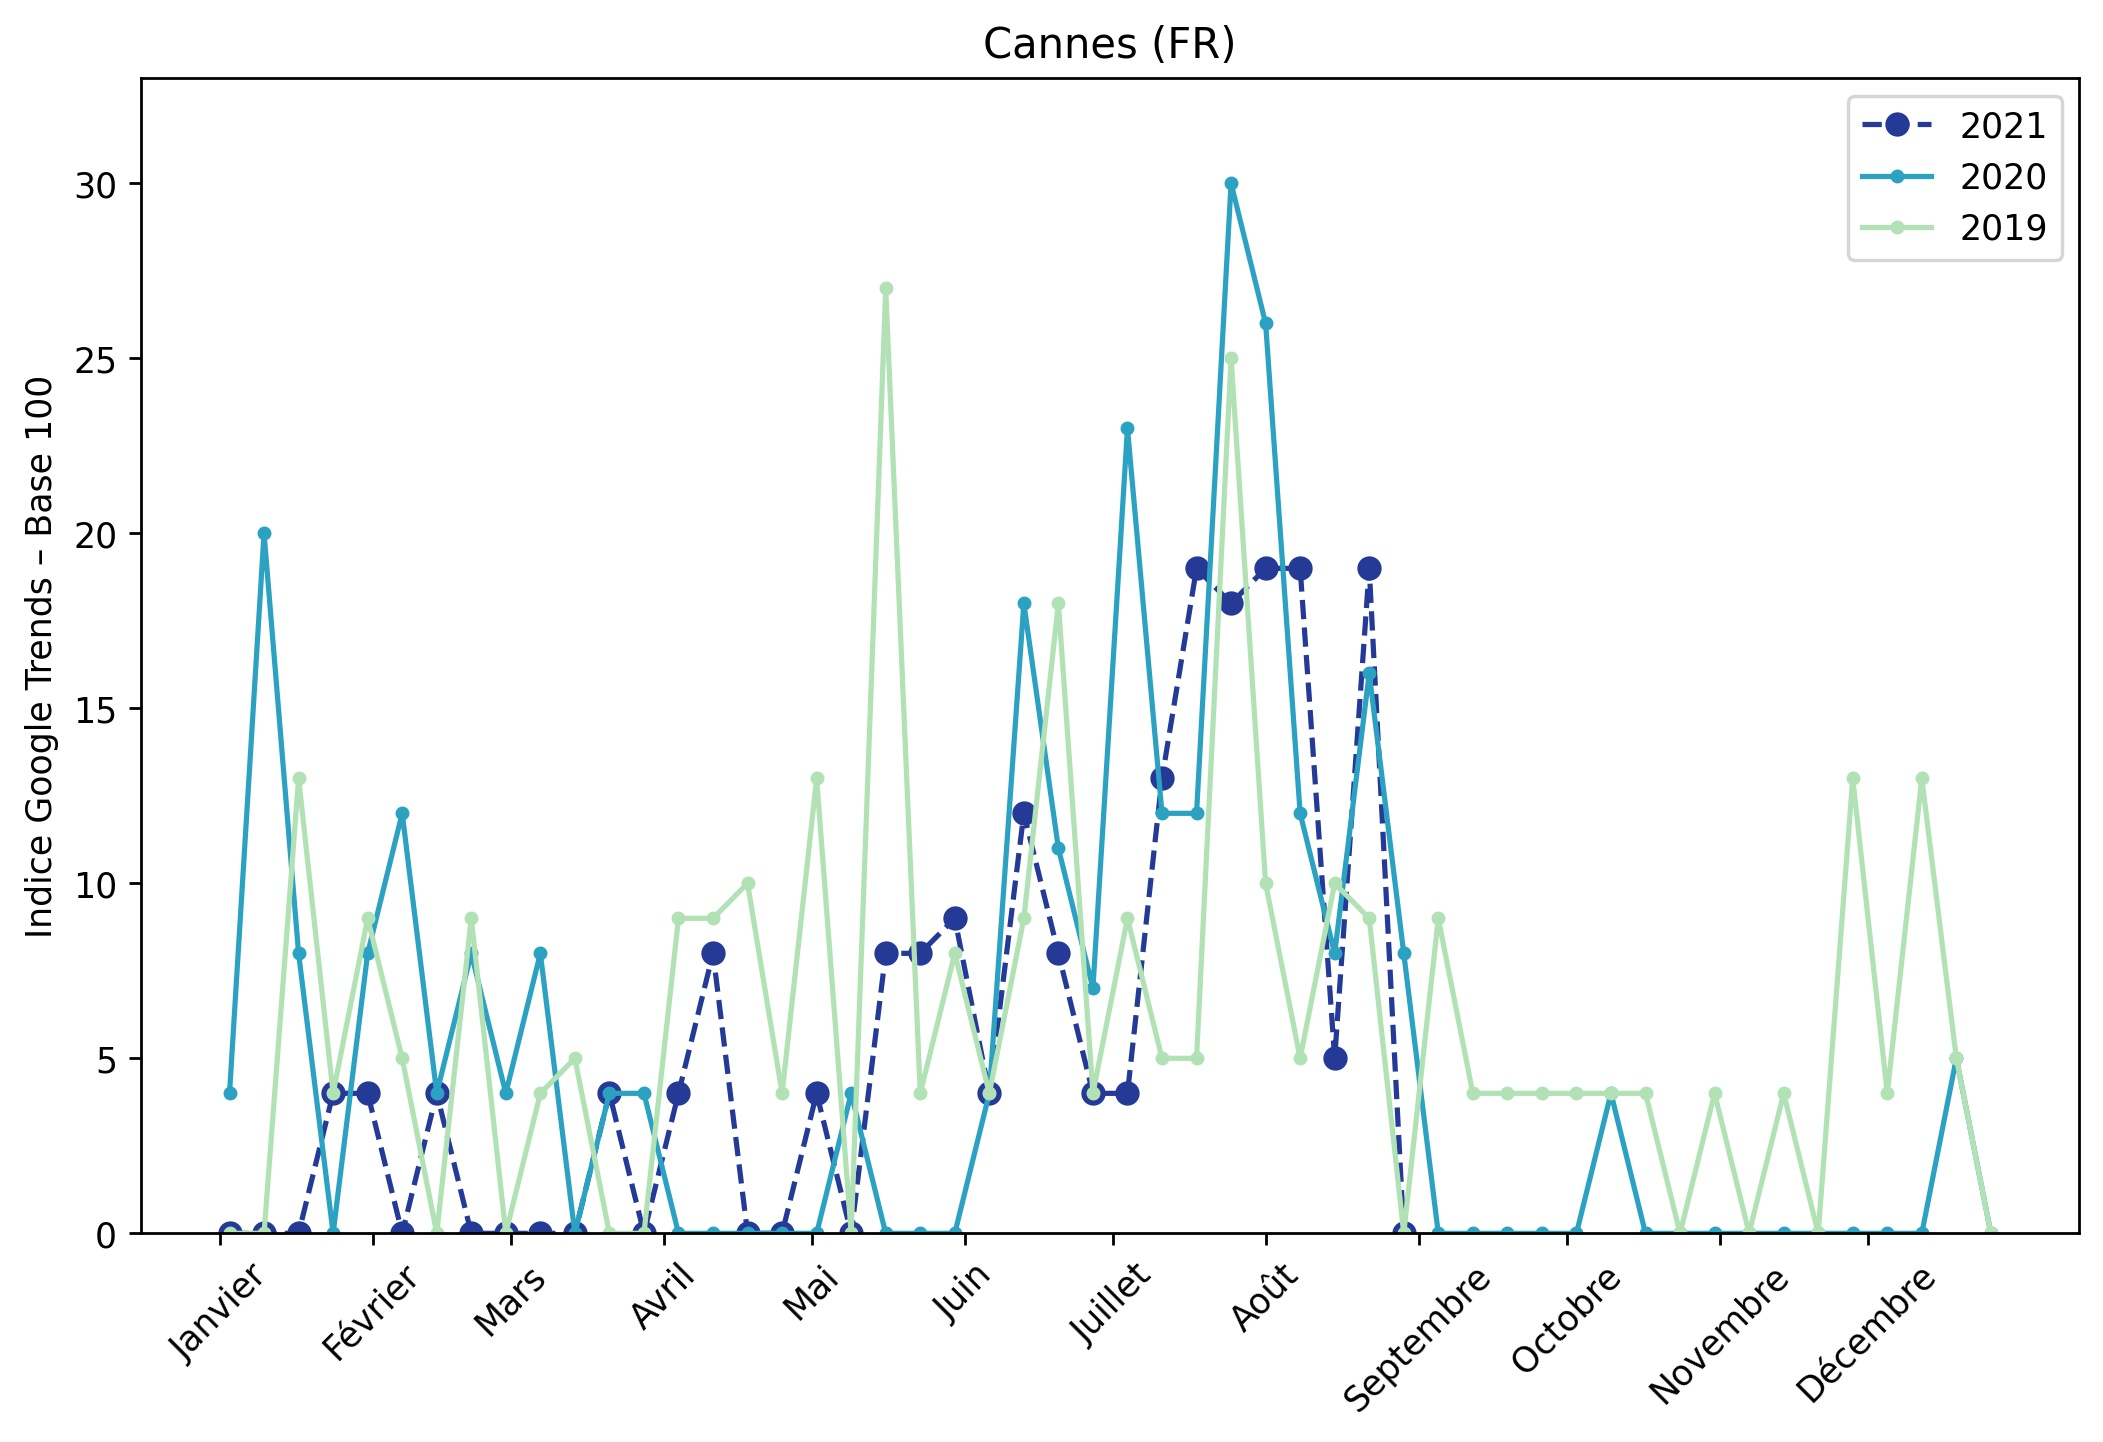 Cannes (FR)
Indice Google Trends – Base 100
30
25
20
15
10
5
0
2021
2020
2019
Janvier
Février
Mars
Avril
Mai
Juin
Juillet
Août
Septembre
Octobre
Novembre
Décembre